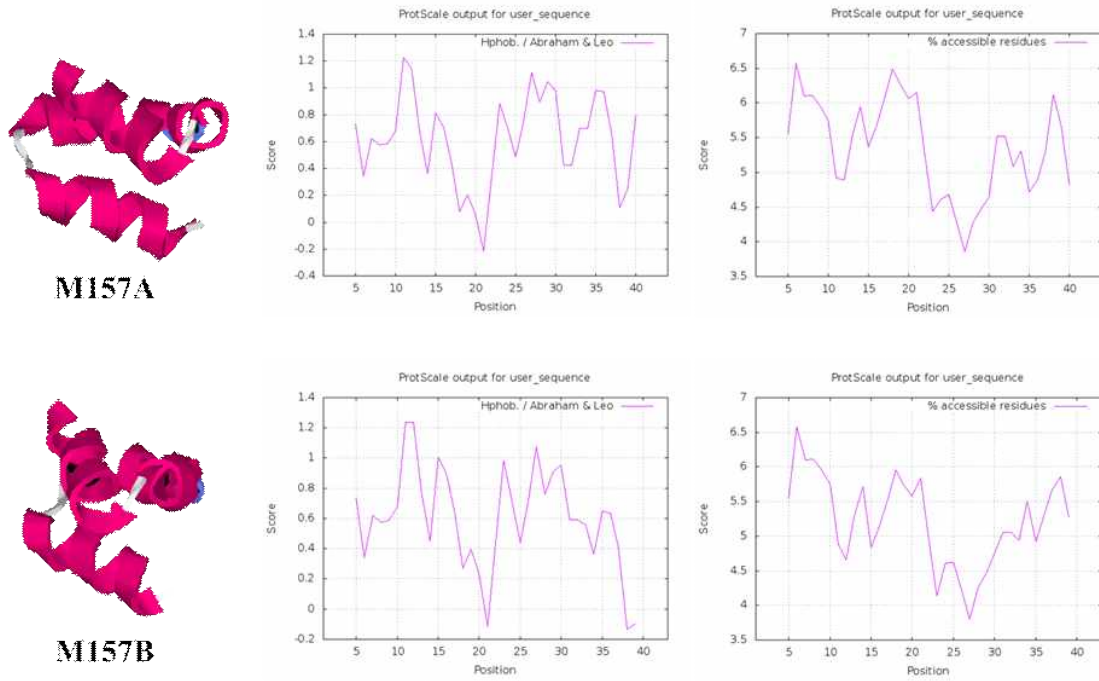 ProtScale output for user_sequence
Hphob. / Abraham & Leo
1.4
1.2
1
0.8
0.6
0.4
0.2
0
-0.2
-0.4
Score
5 10 15 20 25 30 35 40
Position
ProtScale output for user_sequence
% accessible residues
7
6.5
6
5.5
5
4.5
4
3.5
Score
5 10 15 20 25 30 35 40
Position
M157A
ProtScale output for user_sequence
Hphob. / Abraham & Leo
1.4
1.2
1
0.8
0.6
0.4
0.2
0
-0.2
Score
5 10 15 20 25 30 35 40
Position
ProtScale output for user_sequence
% accessible residues
7
6.5
6
5.5
5
4.5
4
3.5
Score
5 10 15 20 25 30 35 40
Position
M157B